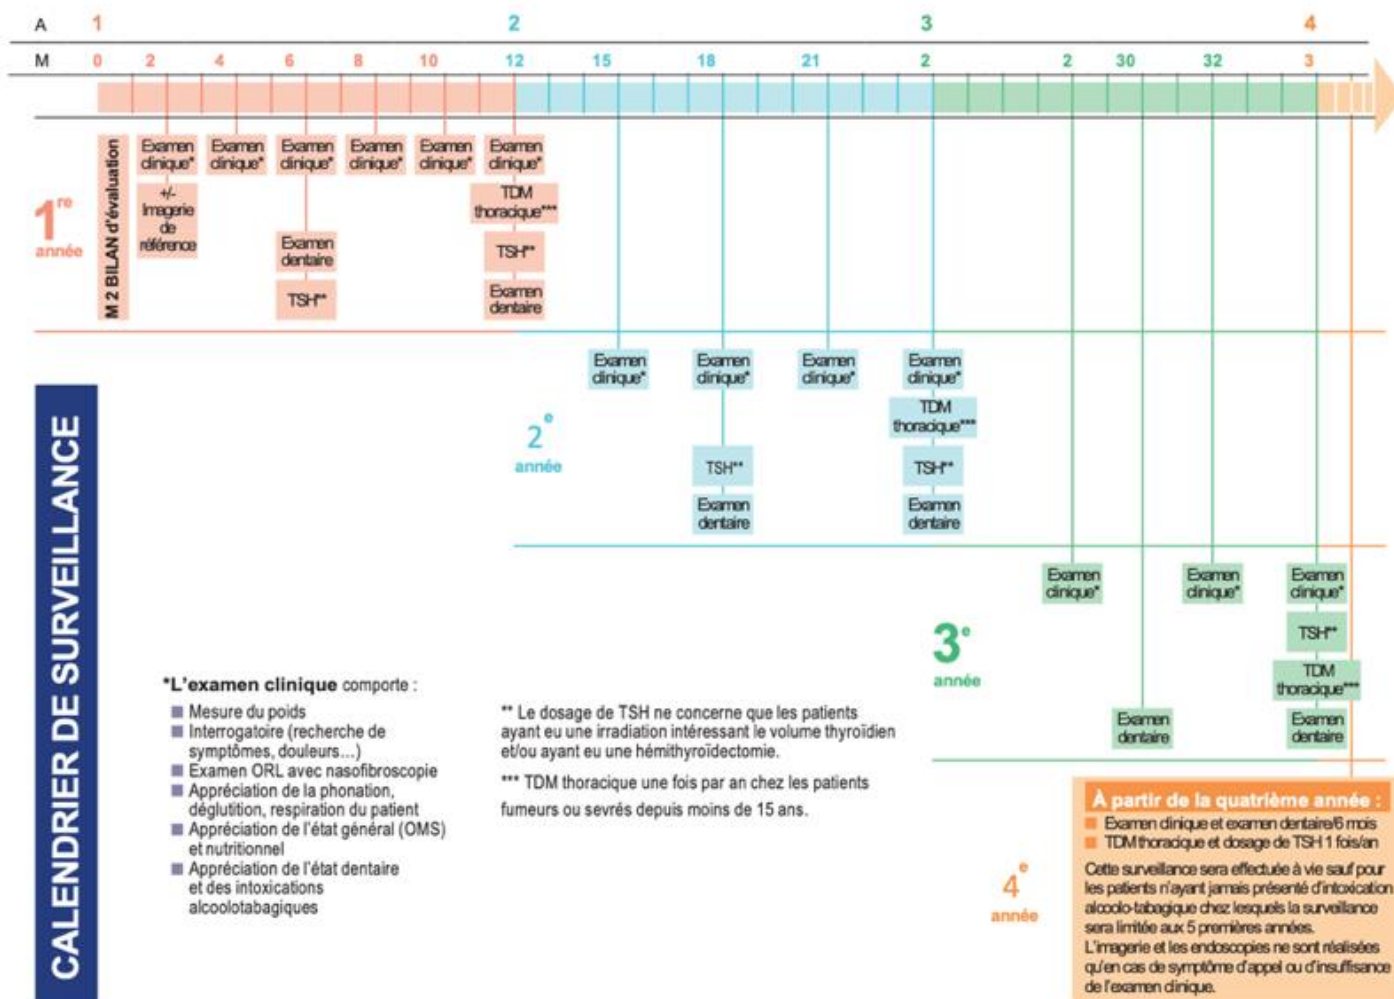 A 1 2 3 4
M 0 2 4 6 8 10 12 15 18 21 2 2 30 32 3
1re
année
M 2 BILAN d'évaluation
Examen
clinique*
+/-
Imagerie
de
référence
Examen
clinique*
Examen
clinique*
Examen
dentaire
TSH**
Examen
clinique*
Examen
clinique*
Examen
clinique*
TDM
thoracique***
TSH**
Examen
dentaire
2e
année
Examen
clinique*
Examen
clinique*
TSH**
Examen
dentaire
Examen
clinique*
Examen
clinique*
TDM
thoracique***
TSH**
Examen
dentaire
3e
année
Examen
clinique*
Examen
dentaire
Examen
clinique*
Examen
clinique*
TSH**
TDM
thoracique***
Examen
dentaire
CALENDRIER DE SURVEILLANCE
*L'examen clinique comporte :
Mesure du poids
Interrogatoire (recherche de
symptômes, douleurs...)
Examen ORL avec nasofibroscopie
Appréciation de la phonation,
déglutition, respiration du patient
Appréciation de l'état général (OMS)
et nutritionnel
Appréciation de l'état dentaire
et des intoxications
alcoolotabagiques
** Le dosage de TSH ne concerne que les patients
ayant eu une irradiation intéressant le volume thyroïdien
et/ou ayant eu une hémithyroïdectomie.
*** TDM thoracique une fois par an chez les patients
fumeurs ou sevrés depuis moins de 15 ans.
4e
année
À partir de la quatrième année :
Examen clinique et examen dentaire/6 mois
TDM thoracique et dosage de TSH 1 fois/an
Cette surveillance sera effectuée à vie sauf pour
les patients n'ayant jamais présenté d'intoxication
alcoolo-tabagique chez lesquels la surveillance
sera limitée aux 5 premières années.
L'imagerie et les endoscopies ne sont réalisées
qu'en cas de symptôme d'appel ou d'insuffisance
de l'examen clinique.